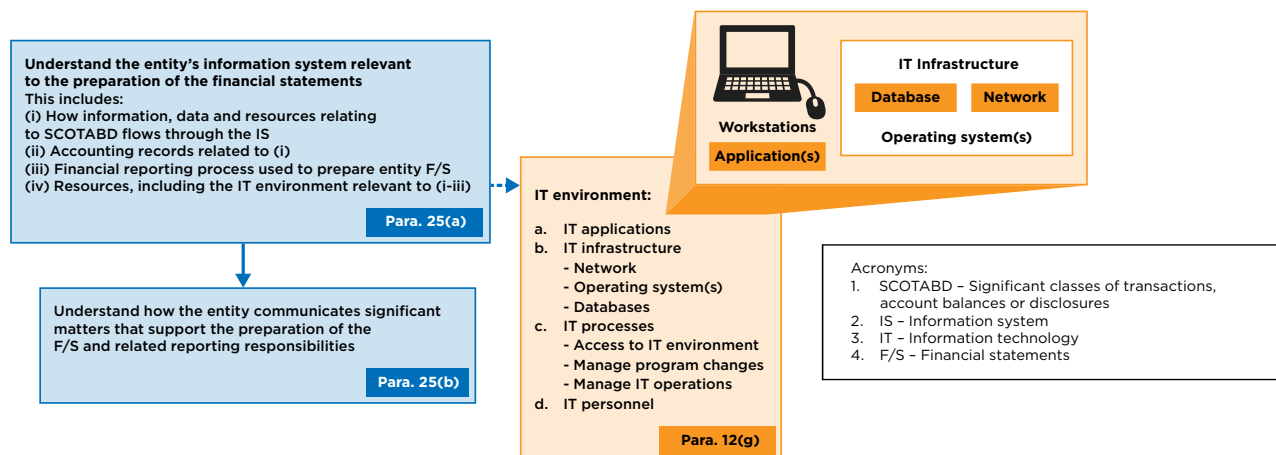 Understand the entity's information system relevant
to the preparation of the financial statements
This includes:
(i) How information, data and resources relating
to SCOTABD flows through the IS
(ii) Accounting records related to (i)
(iii) Financial reporting process used to prepare entity F/S
(iv) Resources, including the IT environment relevant to (i-iii)
Para. 25(a)
Understand how the entity communicates significant
matters that support the preparation of the
F/S and related reporting responsibilities
Para. 25(b)
IT environment:
a. IT applications
b. IT infrastructure
- Network
- Operating system(s)
- Databases
c. IT processes
- Access to IT environment
- Manage program changes
- Manage IT operations
d. IT personnel
Para. 12(g)
Workstations
Application(s)
IT Infrastructure
Database Network
Operating system(s)
Acronyms:
1. SCOTABD – Significant classes of transactions,
account balances or disclosures
2. IS – Information system
3. IT – Information technology
4. F/S – Financial statements